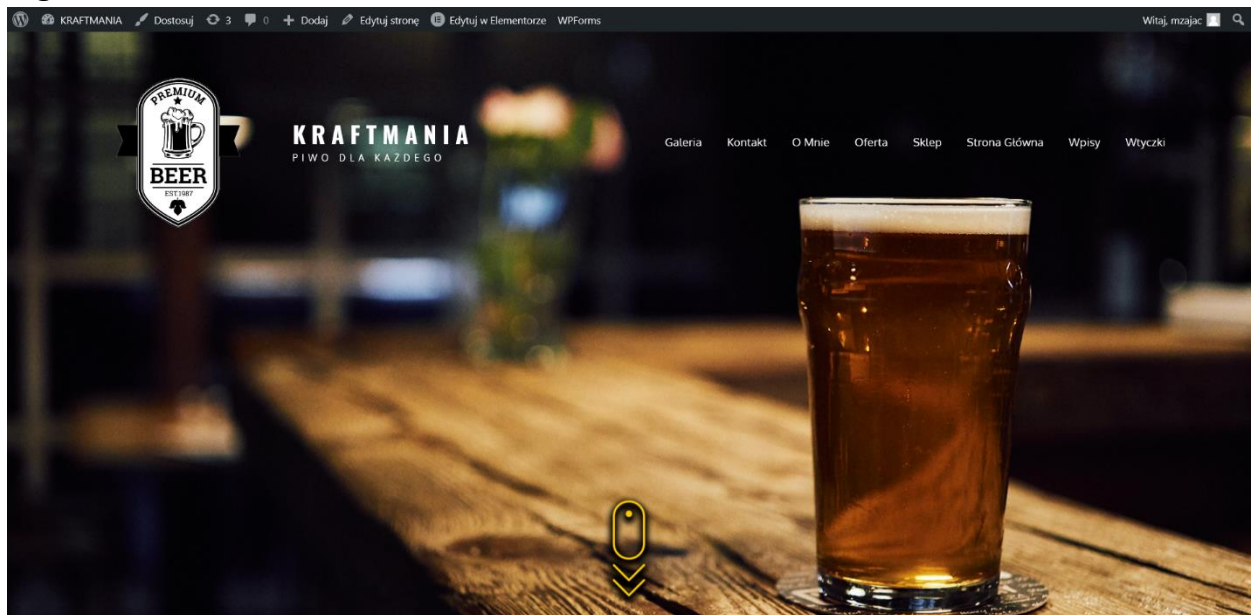 KRAFTMANIA Dostosuj 3 0 Dodaj Edytuj stronę Edytuj w Elementorze WPForms Witaj, mzajac
PREMIUM
BEER
EST.1987
KRAFTMANIA
PIWO DLA KAŻDEGO
Galeria Kontakt O Mnie Oferta Sklep Strona Główna Wpisy Wtyczki